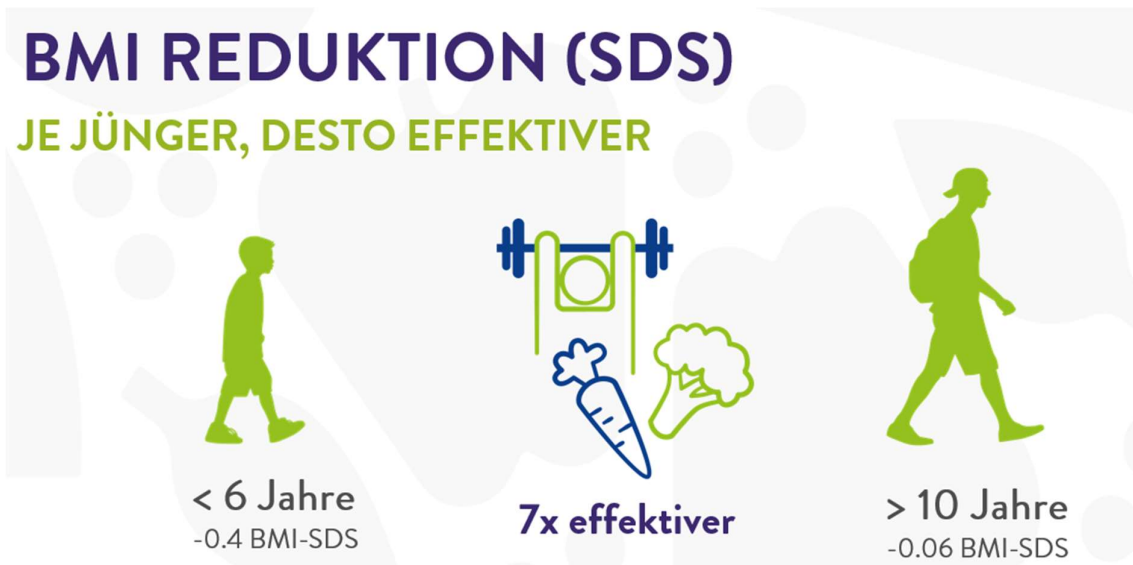 BMI REDUKTION (SDS)
JE JÜNGER, DESTO EFFEKTIVER
< 6 Jahre
-0.4 BMI-SDS
7x effektiver
> 10 Jahre
-0.06 BMI-SDS